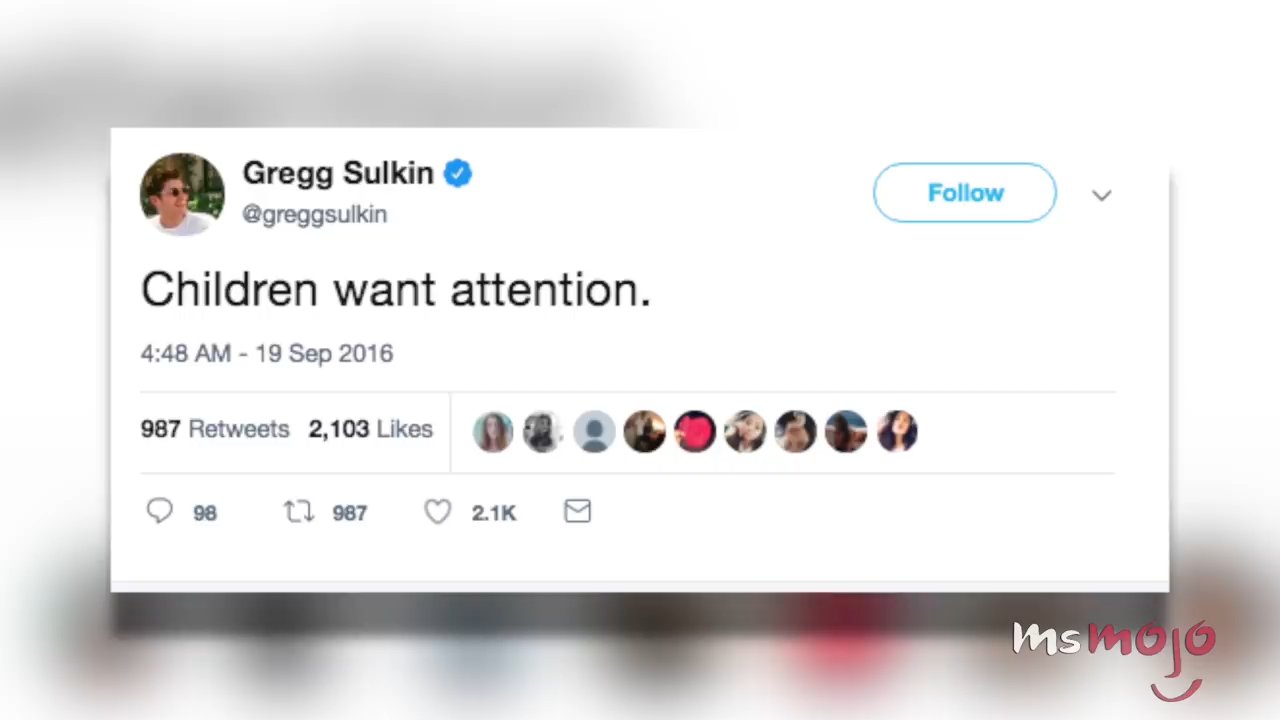 Gregg Sulkin
@greggsulkin
Follow
Children want attention.
4:48 AM - 19 Sep 2016
987 Retweets 2,103 Likes
98 987 2.1K
msmojo